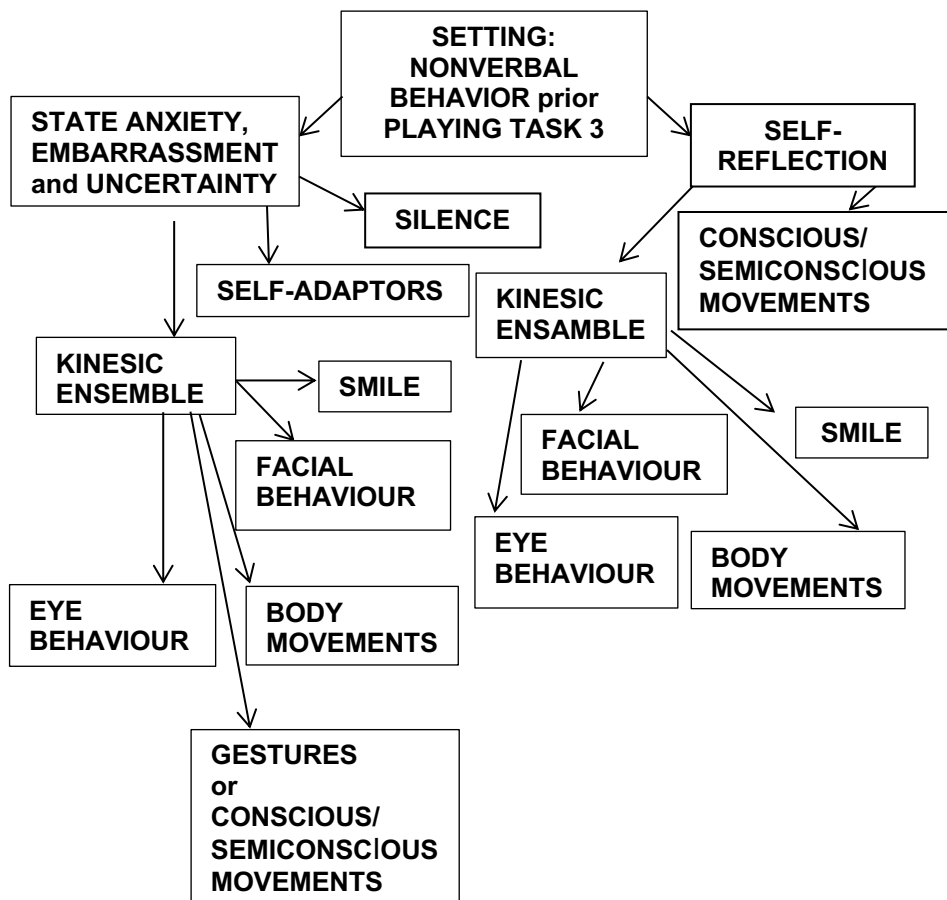 SETTING:
NONVERBAL
BEHAVIOR prior
PLAYING TASK 3
STATE ANXIETY,
EMBARRASSMENT
and UNCERTAINTY
SELF-
REFLECTION
SILENCE
CONSCIOUS/
SEMICONSCIOUS
MOVEMENTS
SELF-ADAPTORS
KINESIC
ENSAMBLE
KINESIC
ENSEMBLE
SMILE
SMILE
FACIAL
BEHAVIOUR
FACIAL
BEHAVIOUR
EYE
BEHAVIOUR
BODY
MOVEMENTS
EYE
BEHAVIOUR
BODY
MOVEMENTS
GESTURES
or
CONSCIOUS/
SEMICONSCIOUS
MOVEMENTS